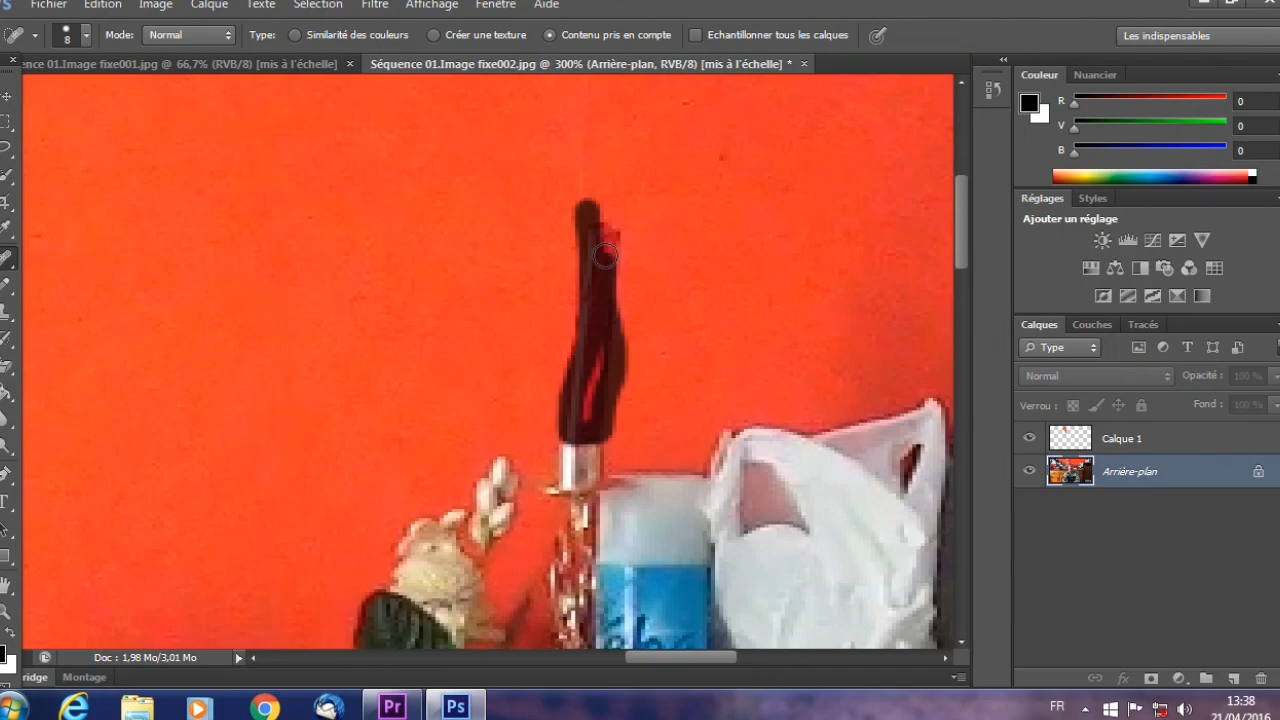 Fichier Edition Image Calque Texte Sélection Filtre Affichage Fenêtre Aide
8 Mode: Normal Type: Similarité des couleurs Créer une texture Contenu pris en compte Echantillonner tous les calques Les indispensables
ence 01.Image fixe001.jpg @ 66,7% (RVB/8) [mis à l'échelle] × Séquence 01.Image fixe002.jpg @ 300% (Arrière-plan, RVB/8) [mis à l'échelle] * ×
Couleur Nuancier
R 0
V 0
B 0
Réglages Styles
Ajouter un réglage
Calques Couches Tracés
Type
Normal Opacité : 100 %
Verrou : Fond : 100 %
Calque 1
Arrière-plan
Doc : 1,98 Mo/3,01 Mo
ridge Montage
Pr Ps FR 13:38
21/04/2016